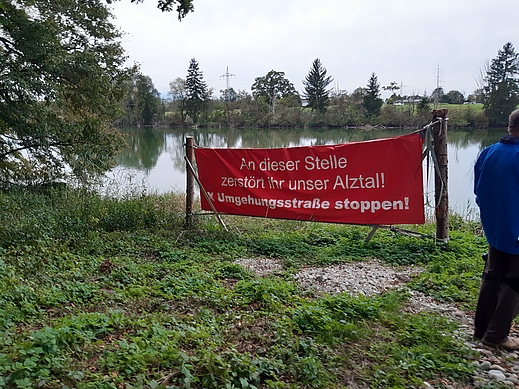 An dieser Stelle
zerstört ihr unser Alztal!
Umgehungsstraße stoppen!